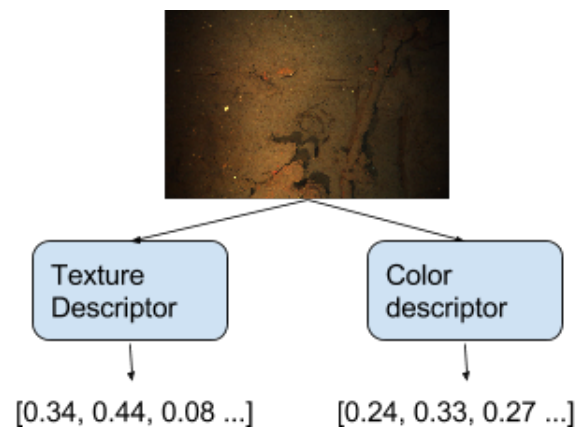 Texture
Descriptor
Color
descriptor
[0.34, 0.44, 0.08 ...]
[0.24, 0.33, 0.27 ...]